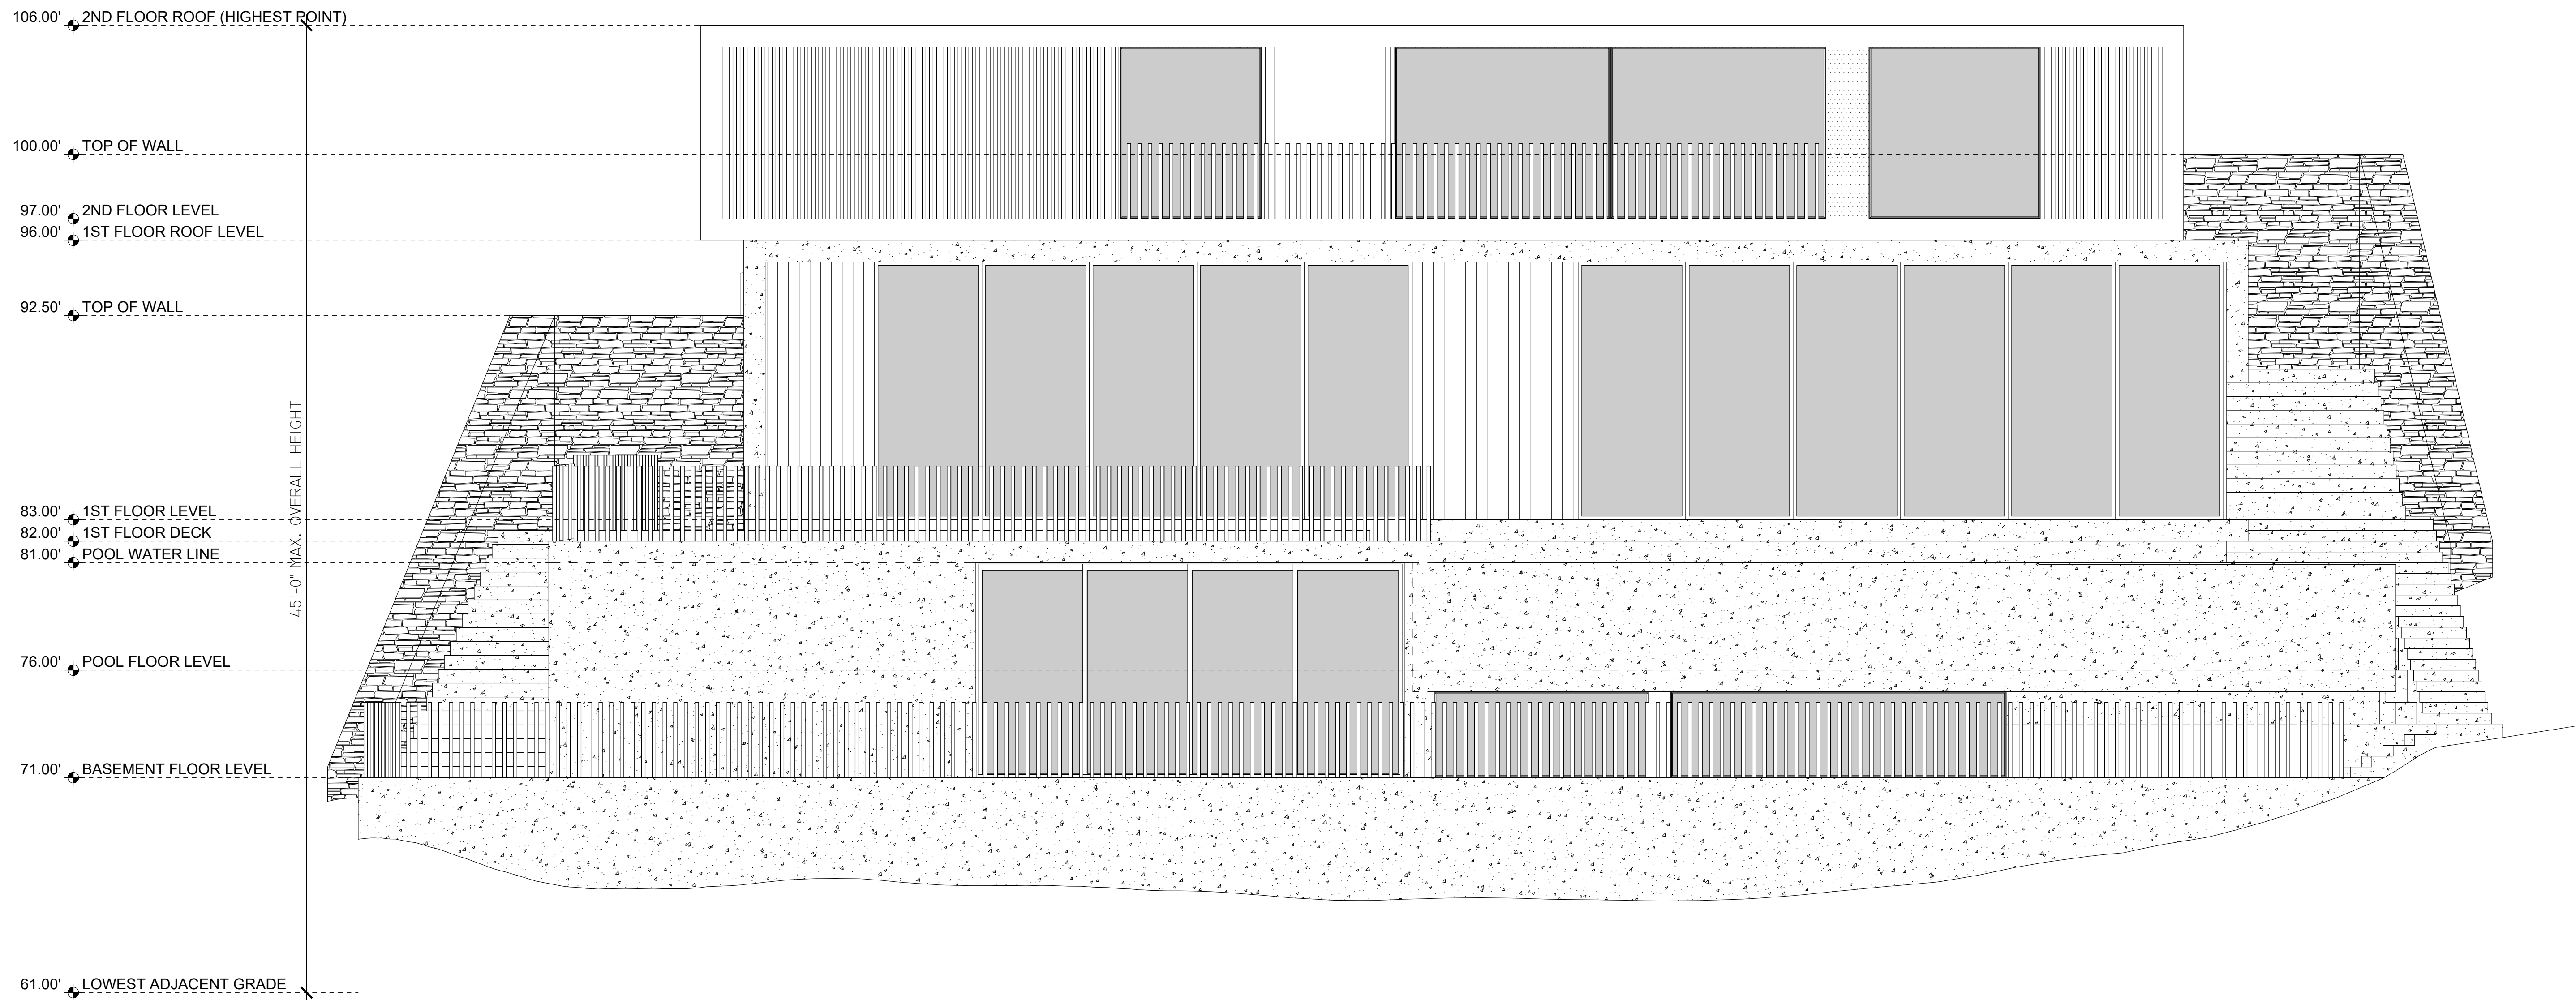 106.00' 2ND FLOOR ROOF (HIGHEST POINT)
100.00' TOP OF WALL
97.00' 2ND FLOOR LEVEL
96.00' 1ST FLOOR ROOF LEVEL
92.50' TOP OF WALL
45'-0" MAX. OVERALL HEIGHT
83.00' 1ST FLOOR LEVEL
82.00' 1ST FLOOR DECK
81.00' POOL WATER LINE
76.00' POOL FLOOR LEVEL
71.00' BASEMENT FLOOR LEVEL
61.00' LOWEST ADJACENT GRADE